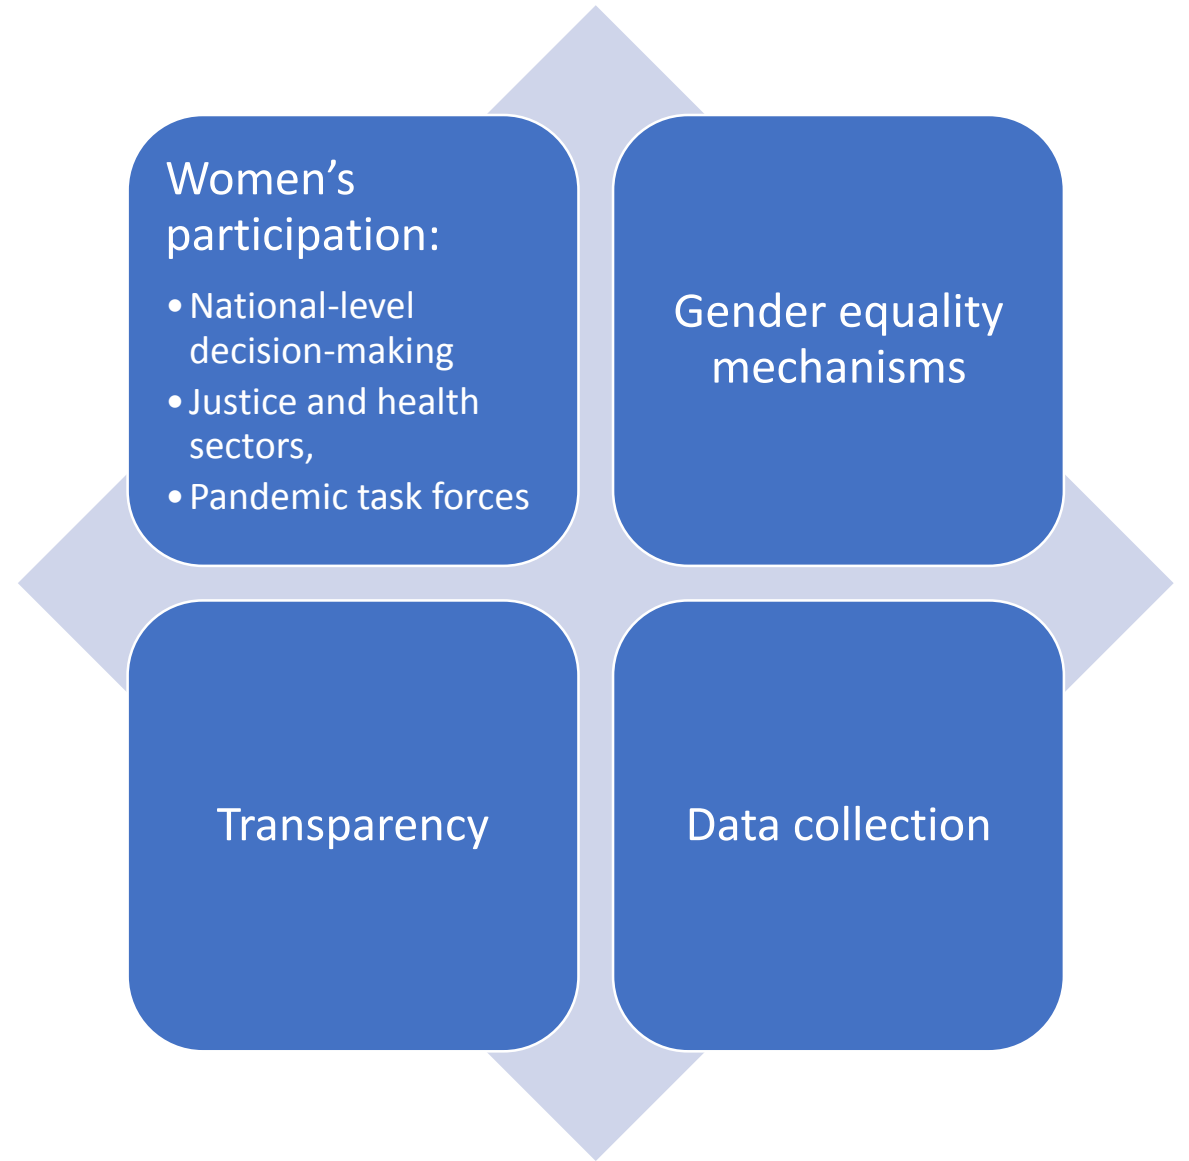 Women’s
participation:
• National-level
decision-making
• Justice and health
sectors,
• Pandemic task forces
Gender equality
mechanisms
Transparency
Data collection